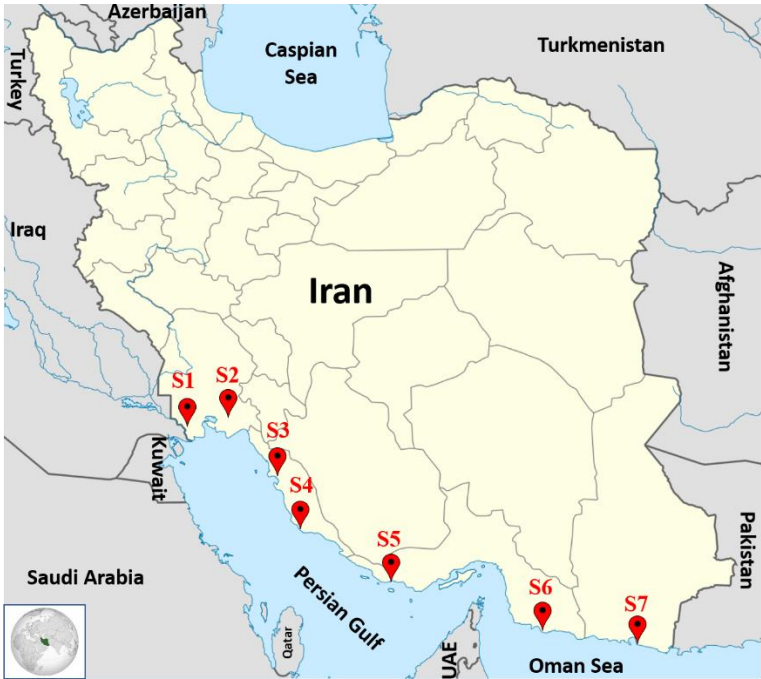 Azerbaijan
Turkey
Caspian
Sea
Turkmenistan
Iraq
Iran
Afghanistan
S1
S2
S3
Kuwait
S4
S5
Pakistan
Saudi Arabia
Persian Gulf
S6
S7
Qatar
UAE
Oman Sea